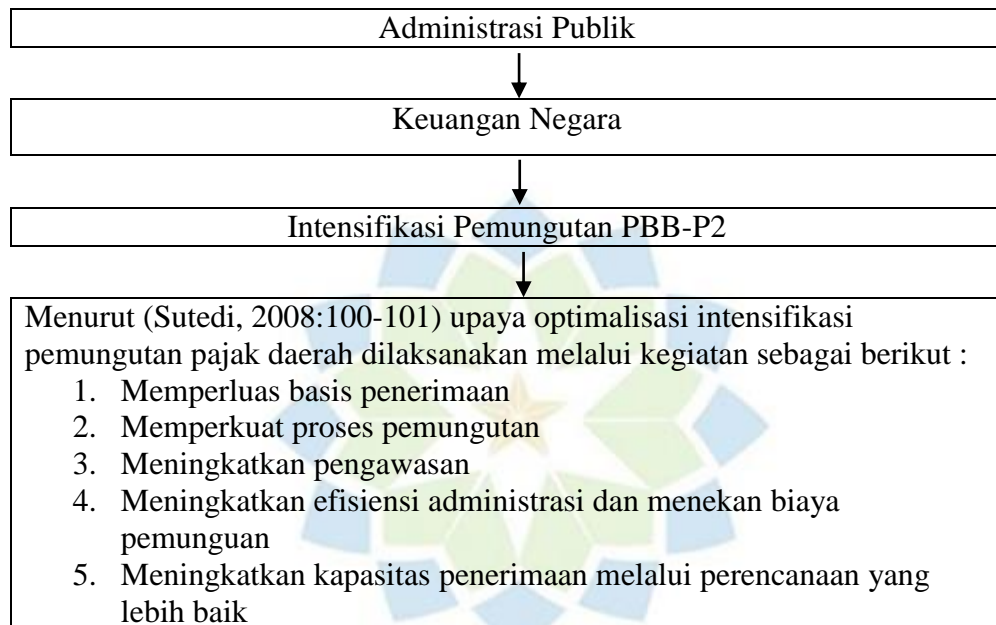 Administrasi Publik
Keuangan Negara
Intensifikasi Pemungutan PBB-P2
Menurut (Sutedi, 2008:100-101) upaya optimalisasi intensifikasi
pemungutan pajak daerah dilaksanakan melalui kegiatan sebagai berikut :
1. Memperluas basis penerimaan
2. Memperkuat proses pemungutan
3. Meningkatkan pengawasan
4. Meningkatkan efisiensi administrasi dan menekan biaya
pemunguan
5. Meningkatkan kapasitas penerimaan melalui perencanaan yang
lebih baik